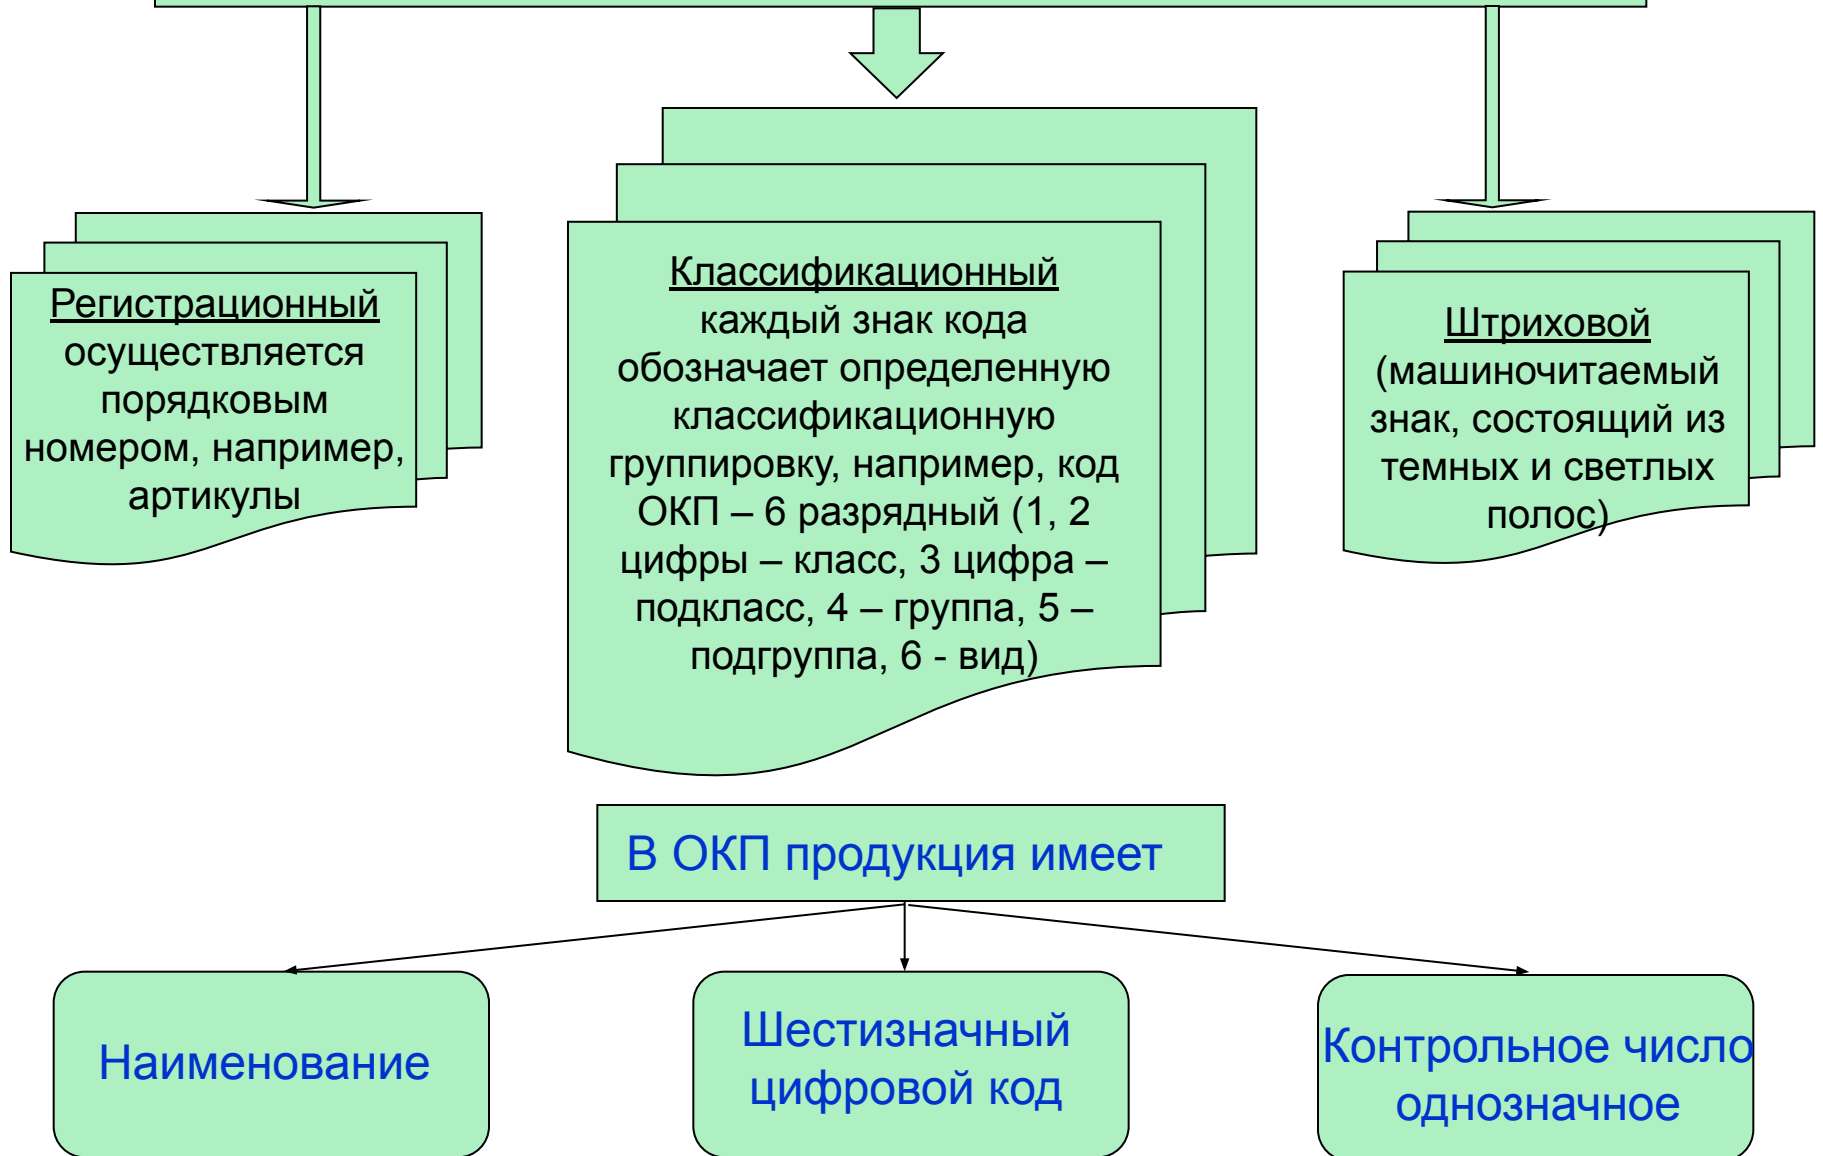 Регистрационный
осуществляется
порядковым
номером, например,
артикулы
Классификационный
каждый знак кода
обозначает определенную
классификационную
группировку, например, код
ОКП – 6 разрядный (1, 2
цифры – класс, 3 цифра –
подкласс, 4 – группа, 5 –
подгруппа, 6 - вид)
Штриховой
(машиночитаемый
знак, состоящий из
темных и светлых
полос)
В ОКП продукция имеет
Наименование
Шестизначный
цифровой код
Контрольное число
однозначное